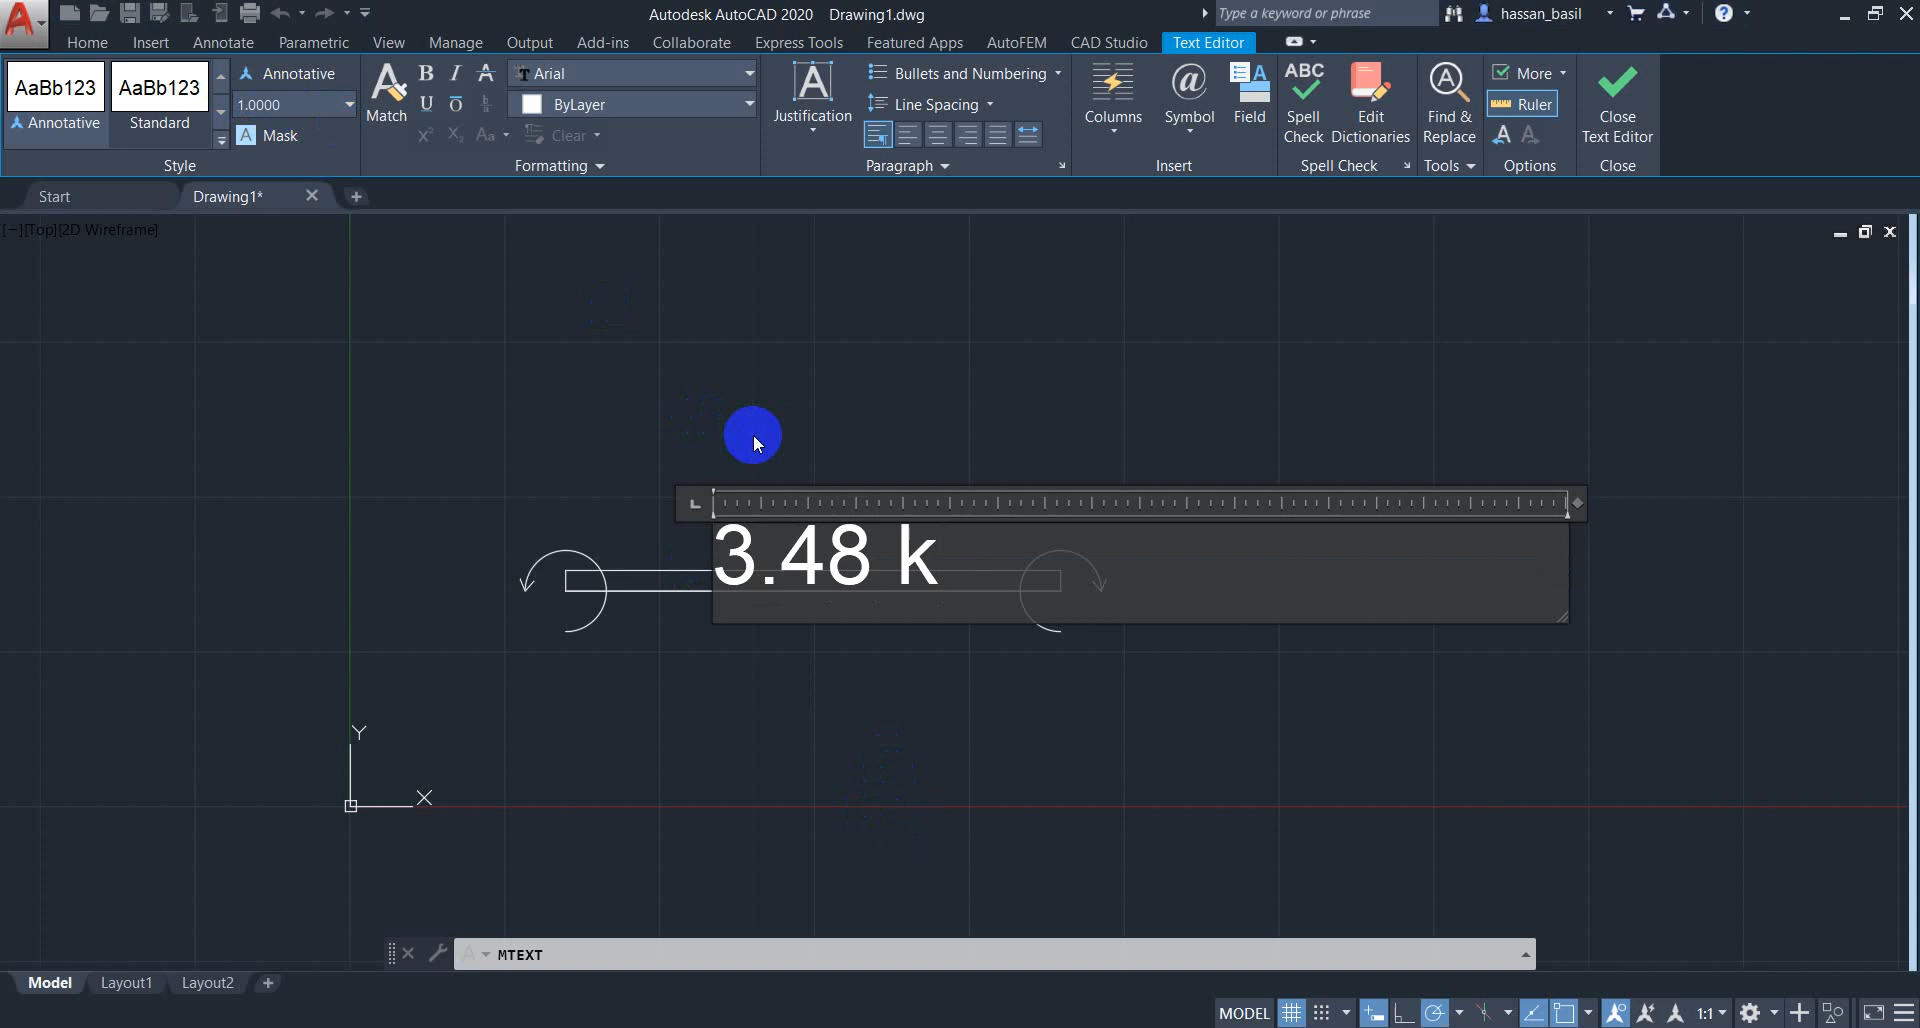 Autodesk AutoCAD 2020 Drawing1.dwg
Type a keyword or phrase
hassan_basil
Home Insert Annotate Parametric View Manage Output Add-ins Collaborate Express Tools Featured Apps AutoFEM CAD Studio Text Editor
AaBb123 Annotative
AaBb123 Standard
Annotative
1.0000
Mask
Style
Match
B I A
U O
Arial
ByLayer
X² X₂ Aa Clear
Formatting
Justification
Bullets and Numbering
Line Spacing
Paragraph
Columns
Symbol
Field
Insert
ABC
Spell Check
Edit Dictionaries
Spell Check
Find & Replace
Tools
More
Ruler
Options
Close Text Editor
Close
Start
Drawing1*
[−][Top][2D Wireframe]
3.48 k
Y
X
MTEXT
Model Layout1 Layout2
MODEL
1:1